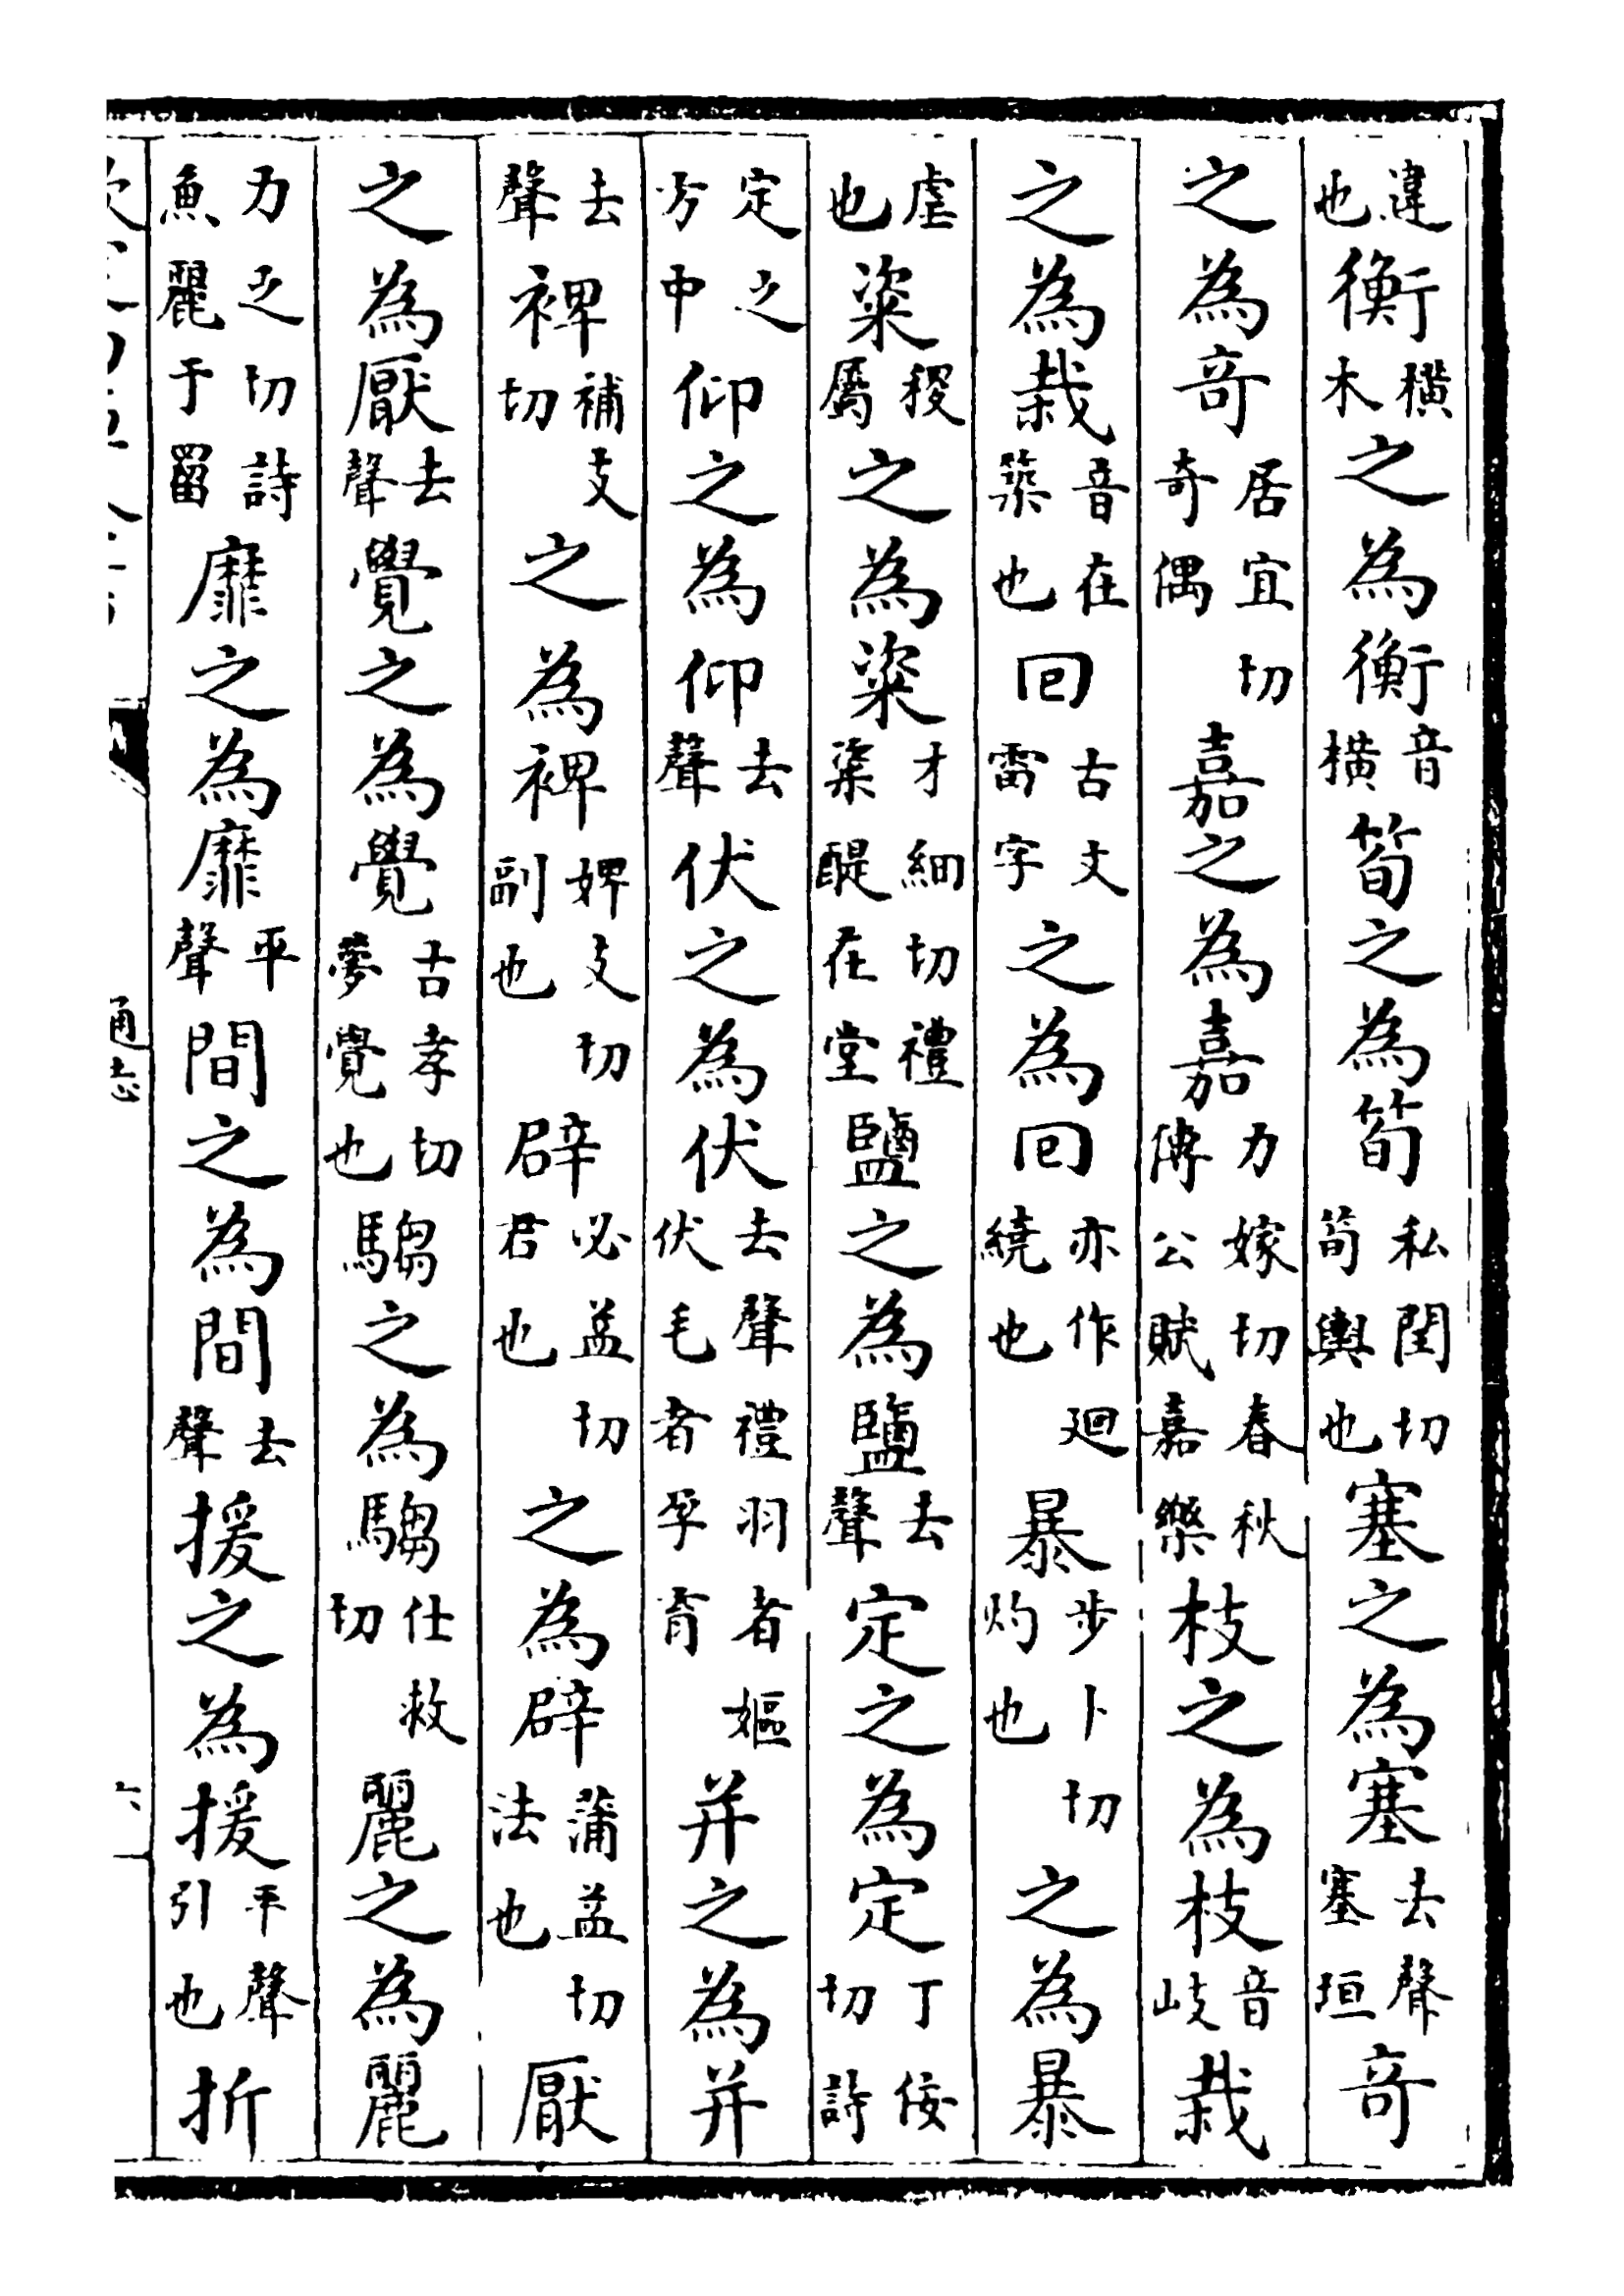 違也衡橫木之為衡音橫筍之為筍私閏切筍輿也塞之為塞去聲塞垣奇
之為奇居宜切奇偶嘉之為嘉力嫁切春秋傳公賦嘉樂枝之為枝音岐栽
之為栽音在築也回古文雷字之為回亦作廻繞也暴步卜切灼也之為暴
虐也粢稷屬之為粢才細切禮粢醍在堂鹽之為鹽去聲定之為定丁佞切詩
定之方中仰之為仰去聲伏之為伏去聲禮羽者嫗伏毛者孕育并之為并
去聲裨補支切之為裨婢支切副也辟必益切君也之為辟蒲益切法也厭
之為厭去聲覺之為覺古孝切夢覺也騶之為騶仕救切麗之為麗
力之切詩魚麗于罶靡之為靡平聲間之為間去聲援之為援平聲引也折
通志